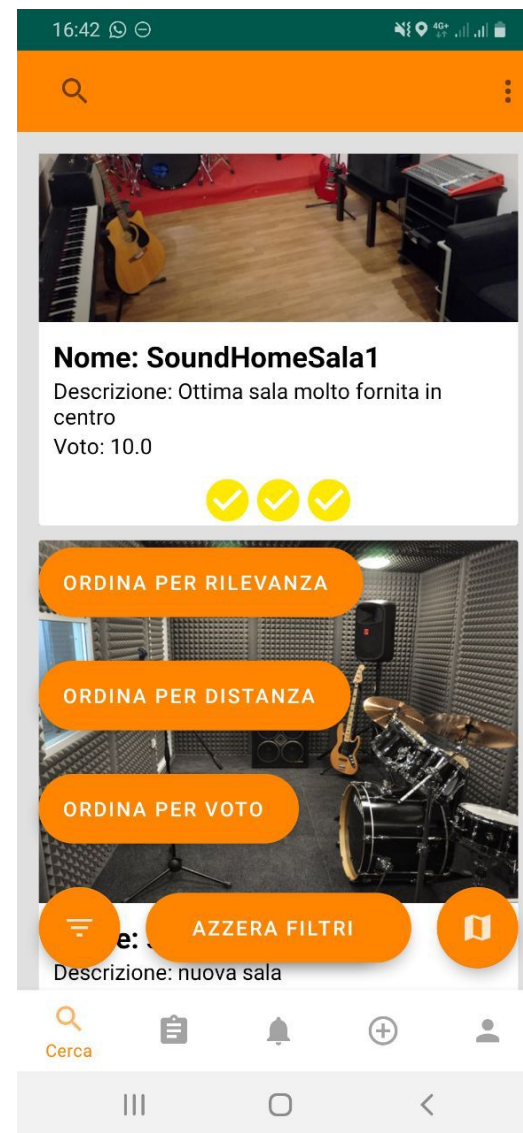 16:42
4G+
Nome: SoundHomeSala1
Descrizione: Ottima sala molto fornita in
centro
Voto: 10.0
ORDINA PER RILEVANZA
ORDINA PER DISTANZA
ORDINA PER VOTO
AZZERA FILTRI
Descrizione: nuova sala
Cerca